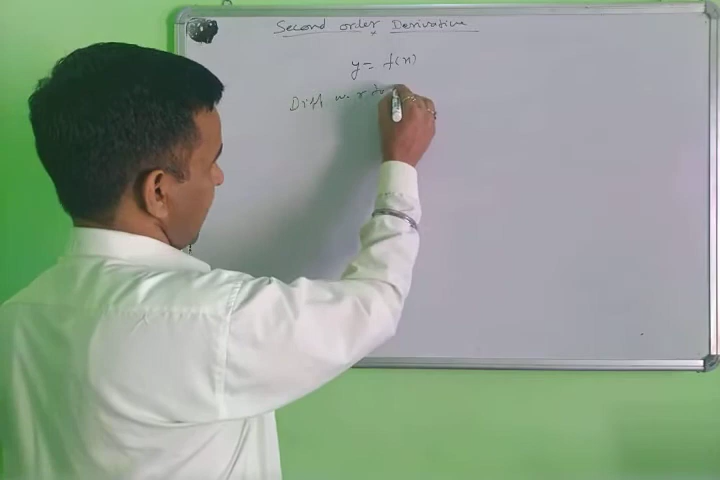 Second order Derivative
y = f(x)
Diff w. r to